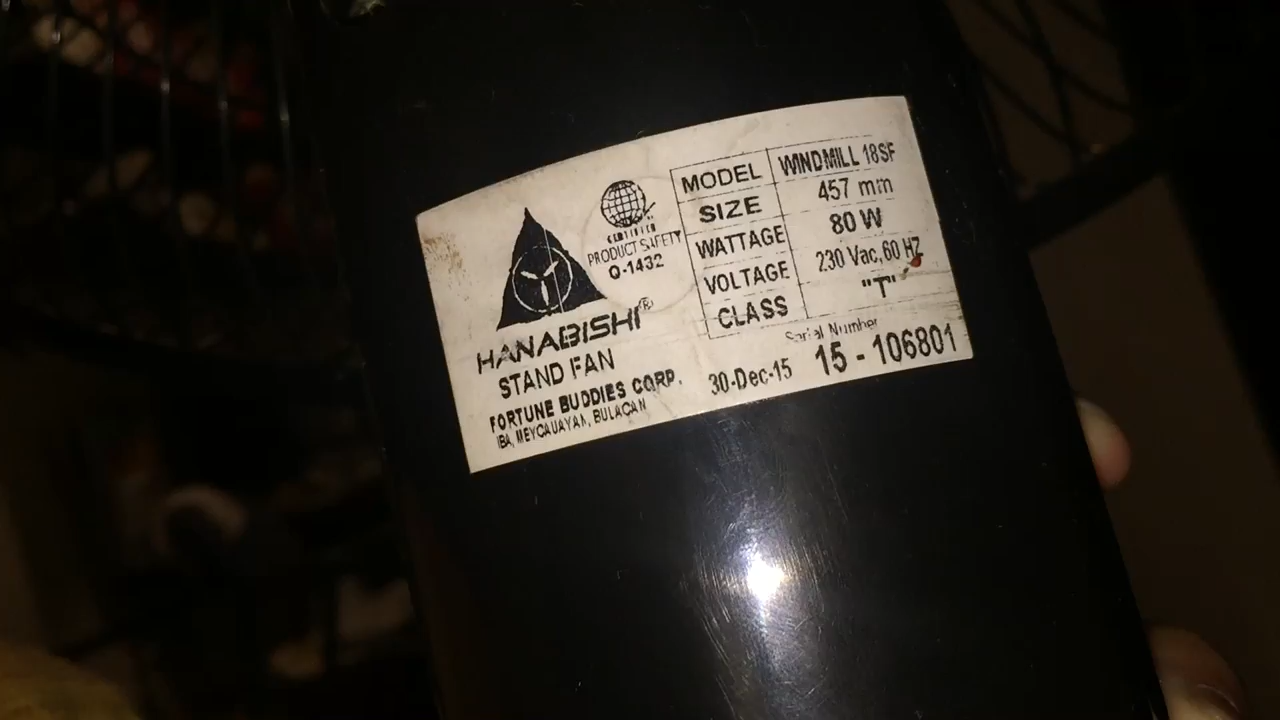 CERTIFIED
PRODUCT SAFETY
Q-1432
HANABISHI®
STAND FAN
FORTUNE BUDDIES CORP.
IBA, MEYCAUAYAN, BULACAN
MODEL WINDMILL 18SF
SIZE 457 mm
WATTAGE 80 W
VOLTAGE 230 Vac, 60 HZ
CLASS "T"
Serial Number
30-Dec-15 15 - 106801